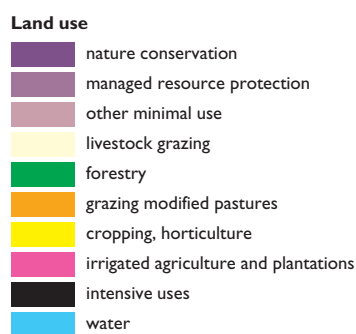 Land use
nature conservation
managed resource protection
other minimal use
livestock grazing
forestry
grazing modified pastures
cropping, horticulture
irrigated agriculture and plantations
intensive uses
water